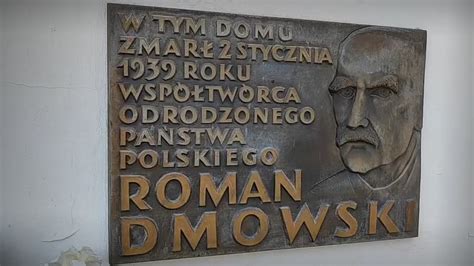 W TYM DOMU
ZMARŁ 2 STYCZNIA
1939 ROKU
WSPÓŁTWÓRCA
ODRODZONEGO
PAŃSTWA
POLSKIEGO
ROMAN
DMOWSKI